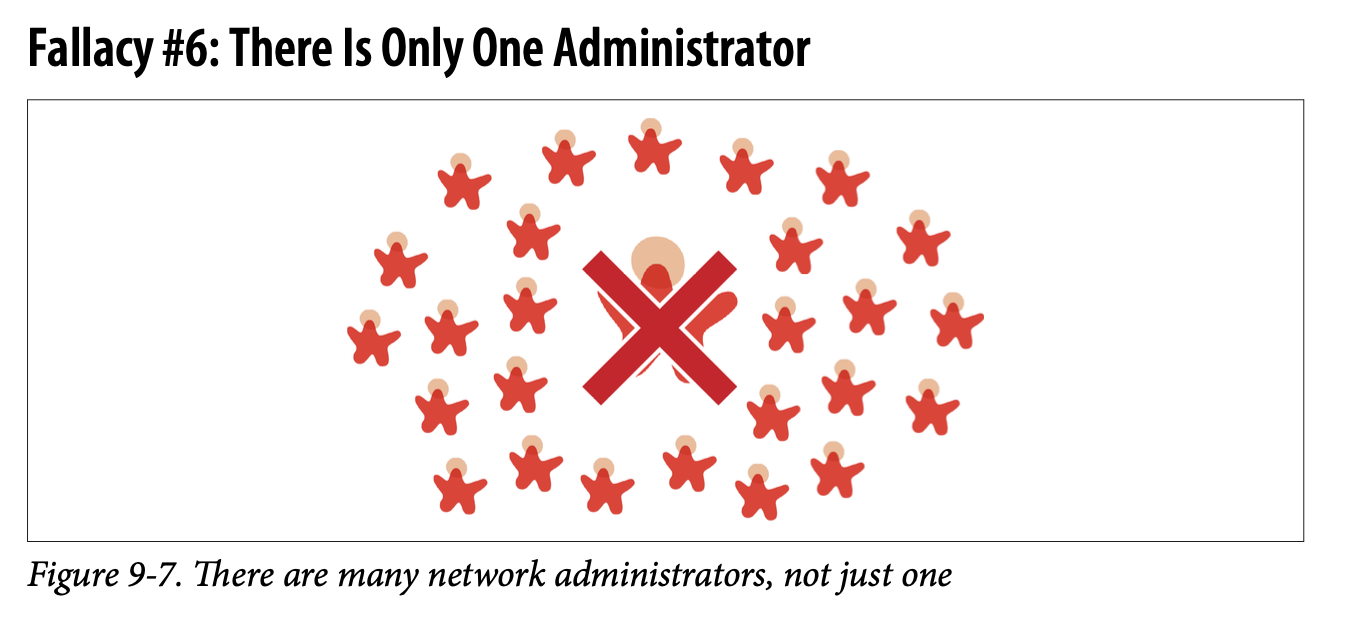 Fallacy #6: There Is Only One Administrator
Figure 9-7. There are many network administrators, not just one